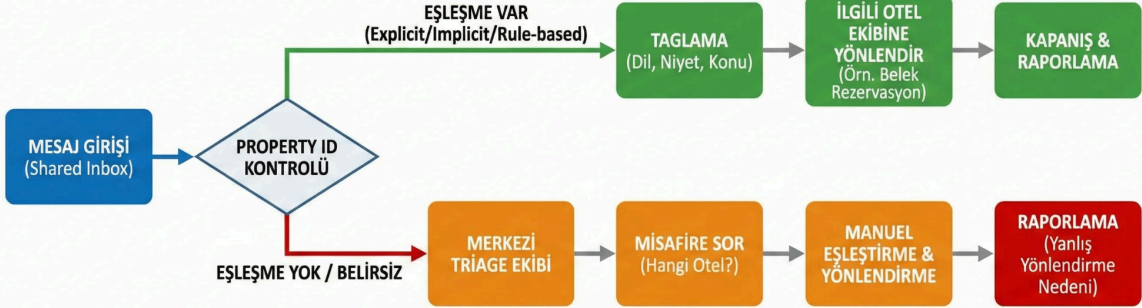 EŞLEŞME VAR
(Explicit/Implicit/Rule-based)
TAGLAMA
(Dil, Niyet, Konu)
İLGİLİ OTEL
EKİBİNE
YÖNLENDİR
(Örn. Belek
Rezervasyon)
KAPANIŞ &
RAPORLAMA
MESAJ GİRİŞİ
(Shared Inbox)
PROPERTY ID
KONTROLÜ
EŞLEŞME YOK / BELİRSİZ
MERKEZİ
TRIAGE EKİBİ
MİSAFİRE SOR
(Hangi Otel?)
MANUEL
EŞLEŞTİRME &
YÖNLENDİRME
RAPORLAMA
(Yanlış
Yönlendirme
Nedeni)